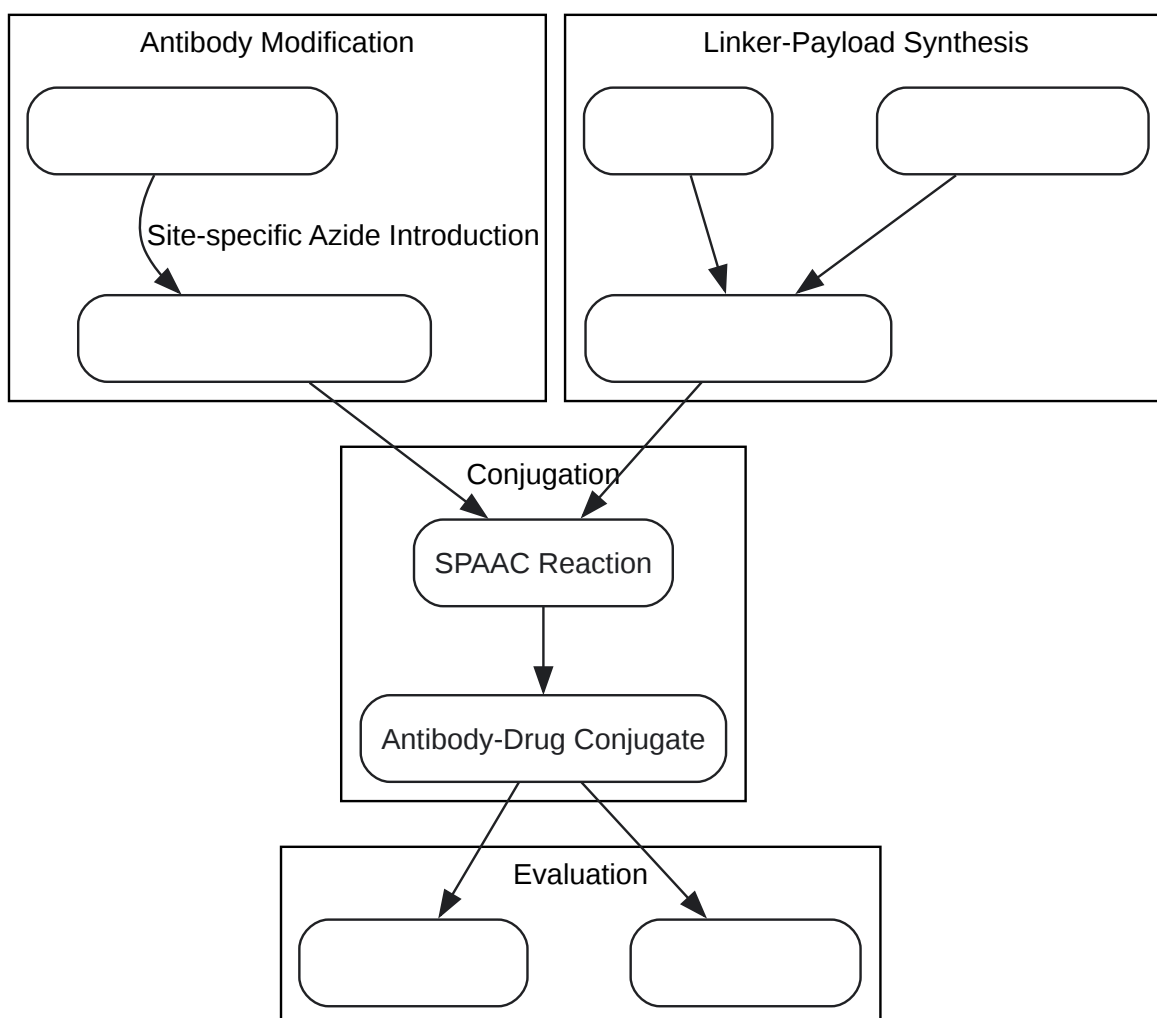 Antibody Modification
Linker-Payload Synthesis
Site-specific Azide Introduction
Conjugation
SPAAC Reaction
Antibody-Drug Conjugate
Evaluation